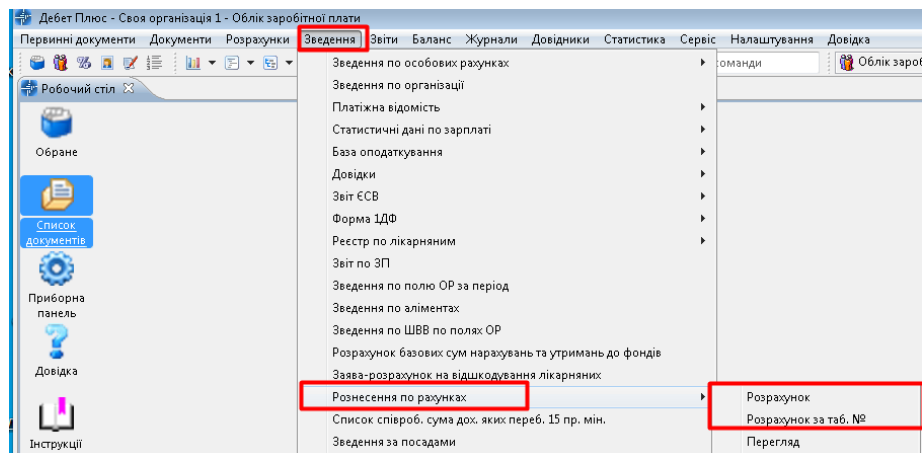 Дебет Плюс - Своя організація 1 - Облік заробітної плати
Первинні документи Документи Розрахунки Зведення Звіти Баланс Журнали Довідники Статистика Сервіс Налаштування Довідка
оманди Облік зароб
Робочий стіл
Обране
Список документів
Приборна панель
Довідка
Інструкції
Зведення по особових рахунках
Зведення по організації
Платіжна відомість
Статистичні дані по зарплаті
База оподаткування
Довідки
Звіт ЄСВ
Форма 1ДФ
Реєстр по лікарняним
Звіт по ЗП
Зведення по полю ОР за період
Зведення по аліментах
Зведення по ШВВ по полях ОР
Розрахунок базових сум нарахувань та утримань до фондів
Заява-розрахунок на відшкодування лікарняних
Рознесення по рахунках
Список співроб. сума дох. яких переб. 15 пр. мін.
Зведення за посадами
Розрахунок
Розрахунок за таб. №
Перегляд